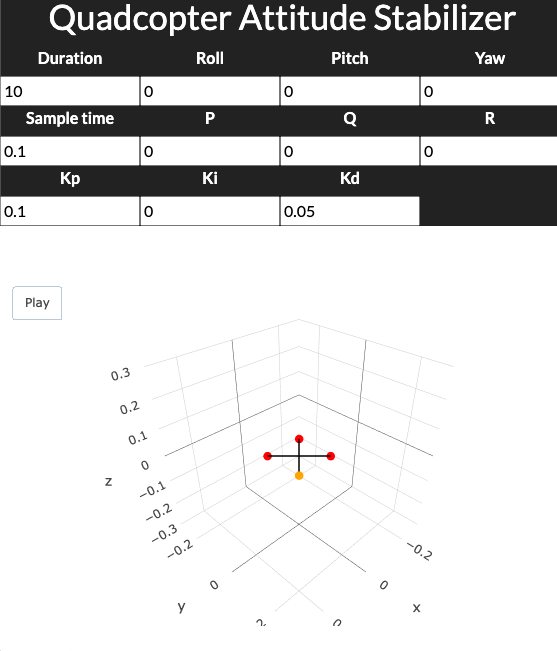 Quadcopter Attitude Stabilizer
Duration Roll Pitch Yaw
10 0 0 0
Sample time P Q R
0.1 0 0 0
Kp Ki Kd
0.1 0 0.05
Play
0.3
0.2
0.1
0
z
−0.1
−0.2
−0.3
−0.2 −0.2
0 0
y x